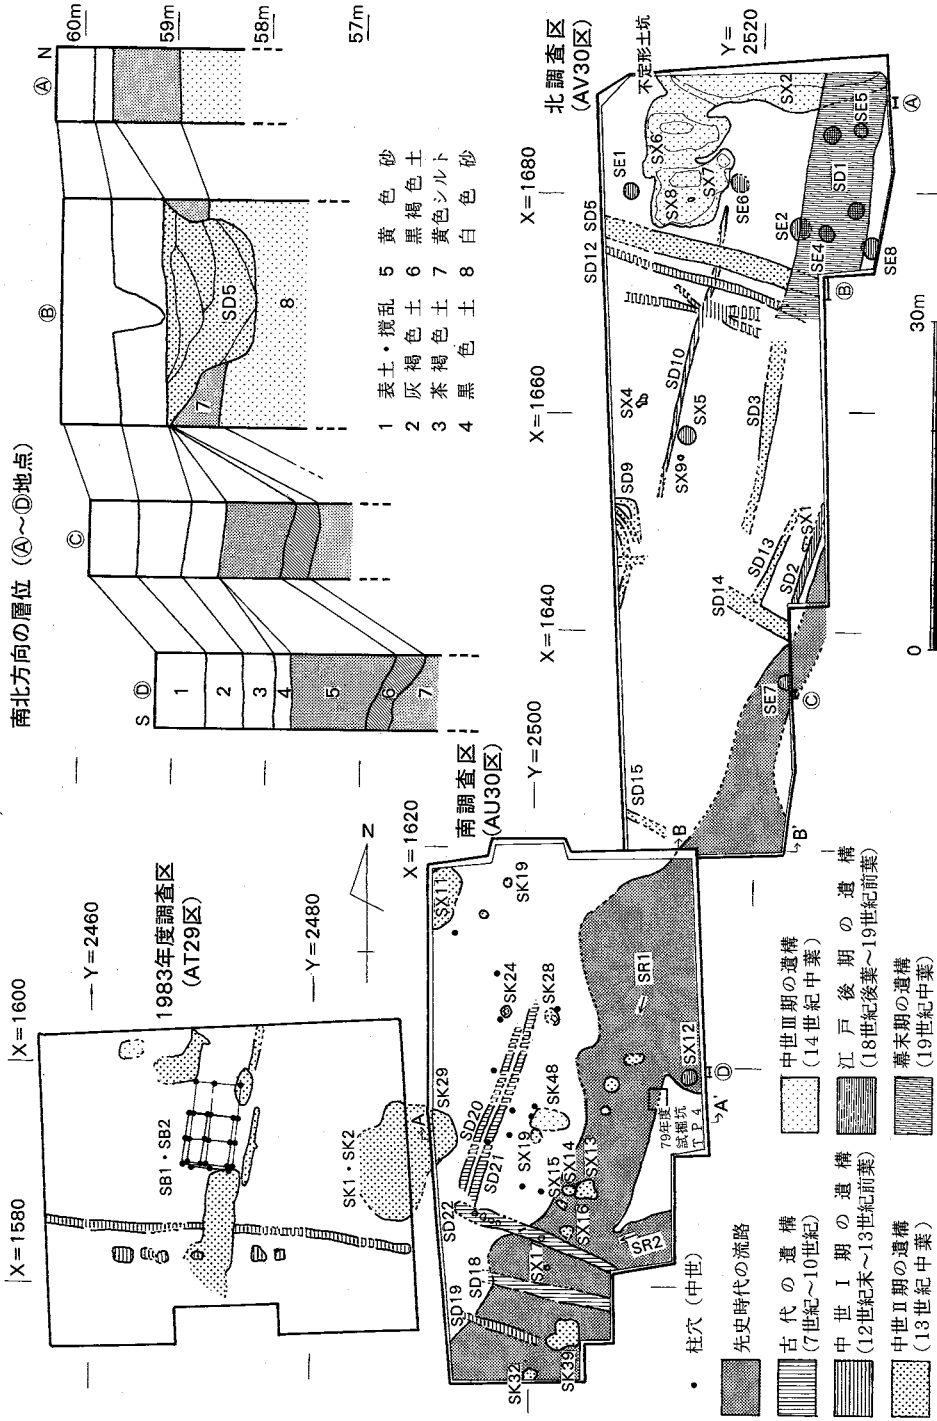 南北方向の層位 (Ⓐ～Ⓓ地点)
S
Ⓓ
Ⓒ
Ⓑ
Ⓐ
N
60m
59m
58m
57m
1
2
3
4
5
6
7
7
SD5
8
1 表土・撹乱
2 灰褐色土
3 茶褐色土
4 黒色土
5 黄色砂
6 黒褐色土
7 黄色シルト
8 白色砂
1983年度調査区
(AT29区)
X=1580
X=1600
Y=2460
Y=2480
N
SB1・SB2
SK1・SK2
南調査区
(AU30区)
X=1620
Y=2500
SK29
A
SX11
SK19
SK24
SK28
SD20
SD21
SK48
SX19
SD22
SX15
SX14
SX13
SX16
SX17
SD18
SD19
SK32
SK39
SR1
SR2
SX12
Ⓓ
A'
79年度
試掘坑
TP4
北調査区
(AV30区)
X=1640
X=1660
X=1680
Y=
2520
不定形土坑
SD15
B
B'
SE7
Ⓒ
SD14
SD13
SD2
SX1
SD9
SX9
SX5
SX4
SD10
SD3
SD12
SD5
SE1
SX6
SX8
SX7
SE6
SX2
SE2
SE4
SD1
SE5
SE8
Ⓑ
Ⓐ
0
30m
柱穴 (中世)
先史時代の流路
古代の遺構
(7世紀～10世紀)
中世Ⅰ期の遺構
(12世紀末～13世紀前葉)
中世Ⅱ期の遺構
(13世紀中葉)
中世Ⅲ期の遺構
(14世紀中葉)
江戸後期の遺構
(18世紀後葉～19世紀前葉)
幕末期の遺構
(19世紀中葉)